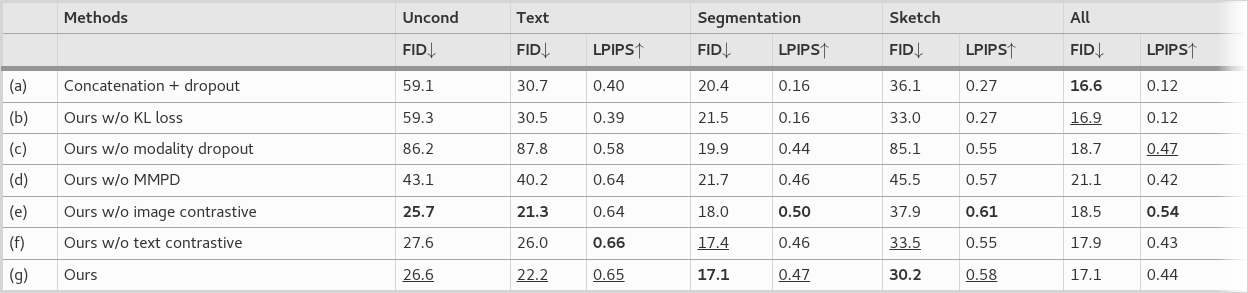 Methods Uncond Text Segmentation Sketch All
FID↓ FID↓ LPIPS↑ FID↓ LPIPS↑ FID↓ LPIPS↑ FID↓ LPIPS↑
(a) Concatenation + dropout 59.1 30.7 0.40 20.4 0.16 36.1 0.27 16.6 0.12
(b) Ours w/o KL loss 59.3 30.5 0.39 21.5 0.16 33.0 0.27 16.9 0.12
(c) Ours w/o modality dropout 86.2 87.8 0.58 19.9 0.44 85.1 0.55 18.7 0.47
(d) Ours w/o MMPD 43.1 40.2 0.64 21.7 0.46 45.5 0.57 21.1 0.42
(e) Ours w/o image contrastive 25.7 21.3 0.64 18.0 0.50 37.9 0.61 18.5 0.54
(f) Ours w/o text contrastive 27.6 26.0 0.66 17.4 0.46 33.5 0.55 17.9 0.43
(g) Ours 26.6 22.2 0.65 17.1 0.47 30.2 0.58 17.1 0.44